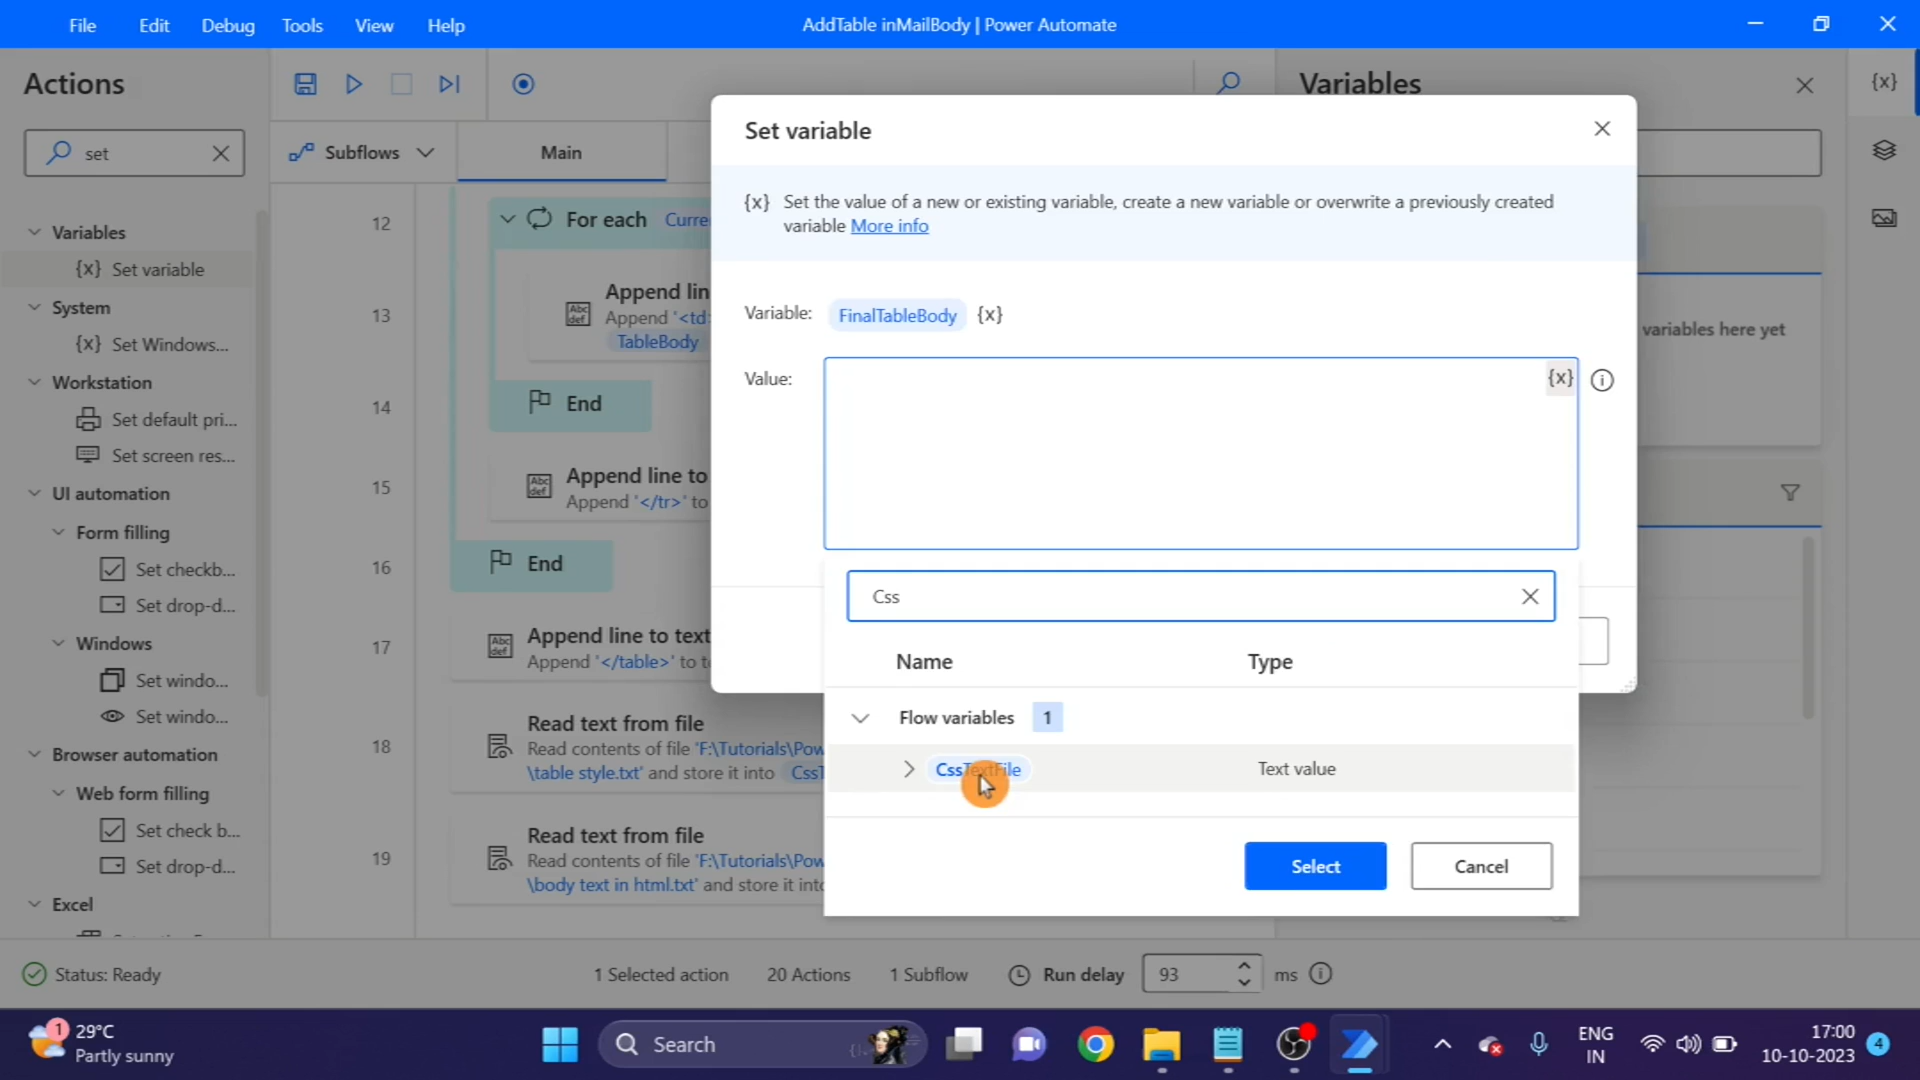 File Edit Debug Tools View Help
AddTable inMailBody | Power Automate
Actions
set
Variables
{x} Set variable
System
{x} Set Windows...
Workstation
Set default pri...
Set screen res...
UI automation
Form filling
Set checkb...
Set drop-d...
Windows
Set windo...
Set windo...
Browser automation
Web form filling
Set check b...
Set drop-d...
Excel
Subflows
Main
12
For each Curre
13
Append lin
Append '<td
TableBody
14
End
15
Append line to
Append '</tr>' to
16
End
17
Append line to text
Append '</table>' to t
18
Read text from file
Read contents of file 'F:\Tutorials\Pow
\table style.txt' and store it into CssT
19
Read text from file
Read contents of file 'F:\Tutorials\Pow
\body text in html.txt' and store it into
Set variable
{x} Set the value of a new or existing variable, create a new variable or overwrite a previously created
variable More info
Variable: FinalTableBody {x}
Value:
{x}
Css
Name Type
Flow variables 1
CssTextFile Text value
Select Cancel
Variables
{x}
variables here yet
Status: Ready
1 Selected action 20 Actions 1 Subflow Run delay 93 ms
1
29°C
Partly sunny
Search
ENG
IN
17:00
10-10-2023
4